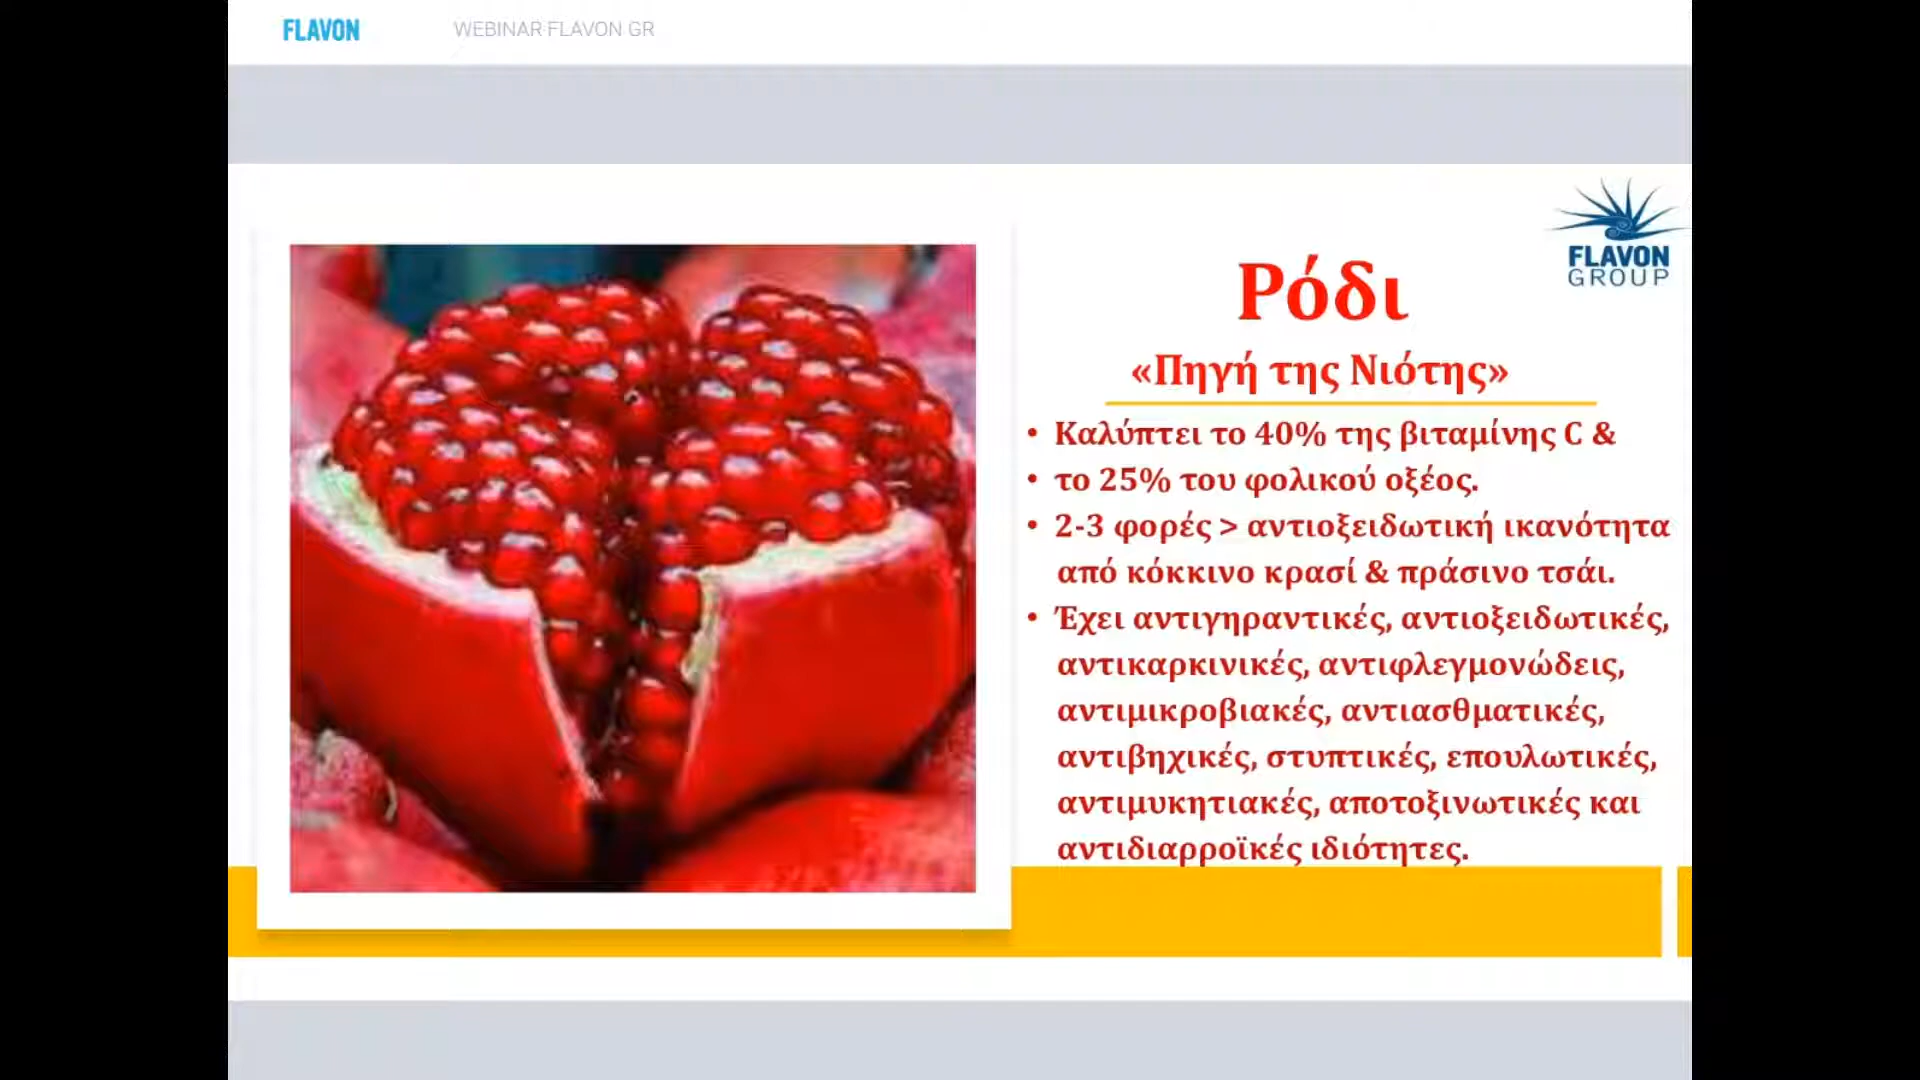 FLAVON
WEBINAR FLAVON GR
FLAVON
GROUP
Ρόδι
«Πηγή της Νιότης»
• Καλύπτει το 40% της βιταμίνης C &
• το 25% του φολικού οξέος.
• 2-3 φορές > αντιοξειδωτική ικανότητα
από κόκκινο κρασί & πράσινο τσάι.
• Έχει αντιγηραντικές, αντιοξειδωτικές,
αντικαρκινικές, αντιφλεγμονώδεις,
αντιμικροβιακές, αντιασθματικές,
αντιβηχικές, στυπτικές, επουλωτικές,
αντιμυκητιακές, αποτοξινωτικές και
αντιδιαρροϊκές ιδιότητες.